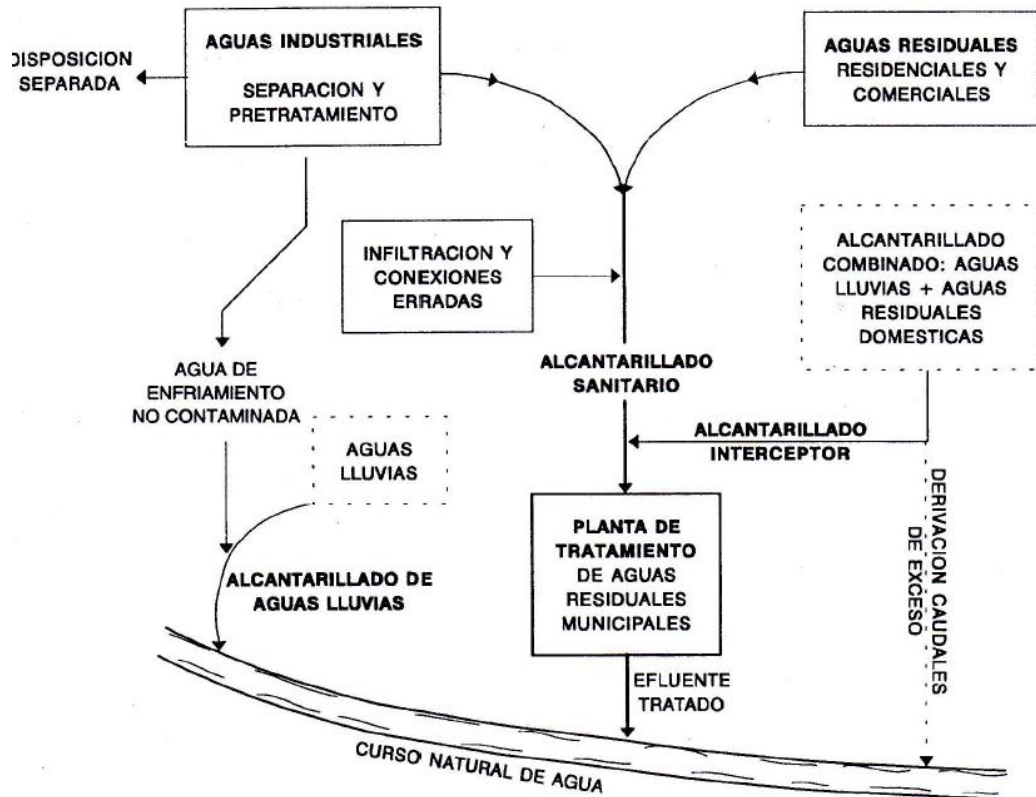 AGUAS INDUSTRIALES
SEPARACION Y
PRETRATAMIENTO
DISPOSICION
SEPARADA
AGUAS RESIDUALES
RESIDENCIALES Y
COMERCIALES
INFILTRACION Y
CONEXIONES
ERRADAS
ALCANTARILLADO
COMBINADO: AGUAS
LLUVIAS + AGUAS
RESIDUALES
DOMESTICAS
ALCANTARILLADO
SANITARIO
AGUA DE
ENFRIAMIENTO
NO CONTAMINADA
AGUAS
LLUVIAS
ALCANTARILLADO
INTERCEPTOR
PLANTA DE
TRATAMIENTO
DE AGUAS
RESIDUALES
MUNICIPALES
DERIVACION CAUDALES
DE EXCESO
ALCANTARILLADO DE
AGUAS LLUVIAS
EFLUENTE
TRATADO
CURSO NATURAL DE AGUA